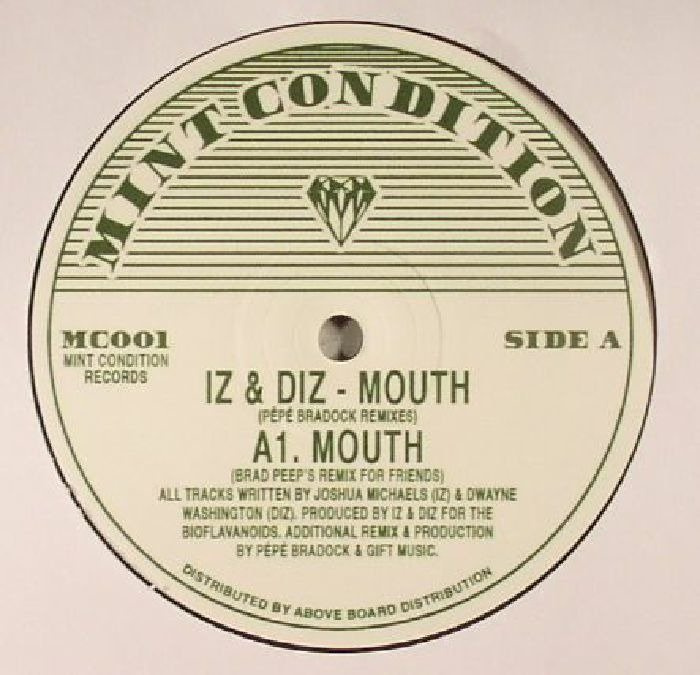 MINT CONDITION
MC001
MINT CONDITION
RECORDS
SIDE A
IZ & DIZ - MOUTH
(PÉPÉ BRADOCK REMIXES)
A1. MOUTH
(BRAD PEEP'S REMIX FOR FRIENDS)
ALL TRACKS WRITTEN BY JOSHUA MICHAELS (IZ) & DWAYNE
WASHINGTON (DIZ). PRODUCED BY IZ & DIZ FOR THE
BIOFLAVANOIDS. ADDITIONAL REMIX & PRODUCTION
BY PÉPÉ BRADOCK & GIFT MUSIC.
DISTRIBUTED BY ABOVE BOARD DISTRIBUTION